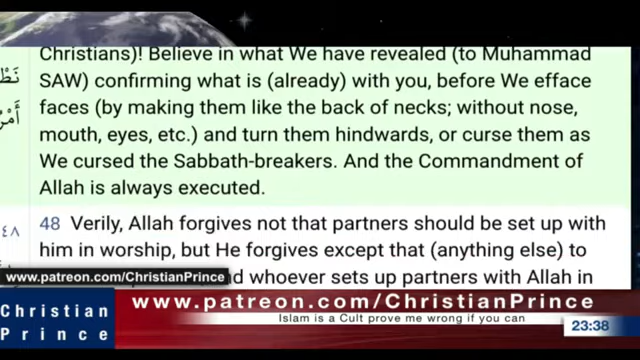 Christians)! Believe in what We have revealed (to Muhammad
SAW) confirming what is (already) with you, before We efface
faces (by making them like the back of necks; without nose,
mouth, eyes, etc.) and turn them hindwards, or curse them as
We cursed the Sabbath-breakers. And the Commandment of
Allah is always executed.
٤٨
48 Verily, Allah forgives not that partners should be set up with
him in worship, but He forgives except that (anything else) to
www.patreon.com/ChristianPrince
whoever sets up partners with Allah in
Christian
Prince
www.patreon.com/ChristianPrince
Islam is a Cult prove me wrong if you can
23:38